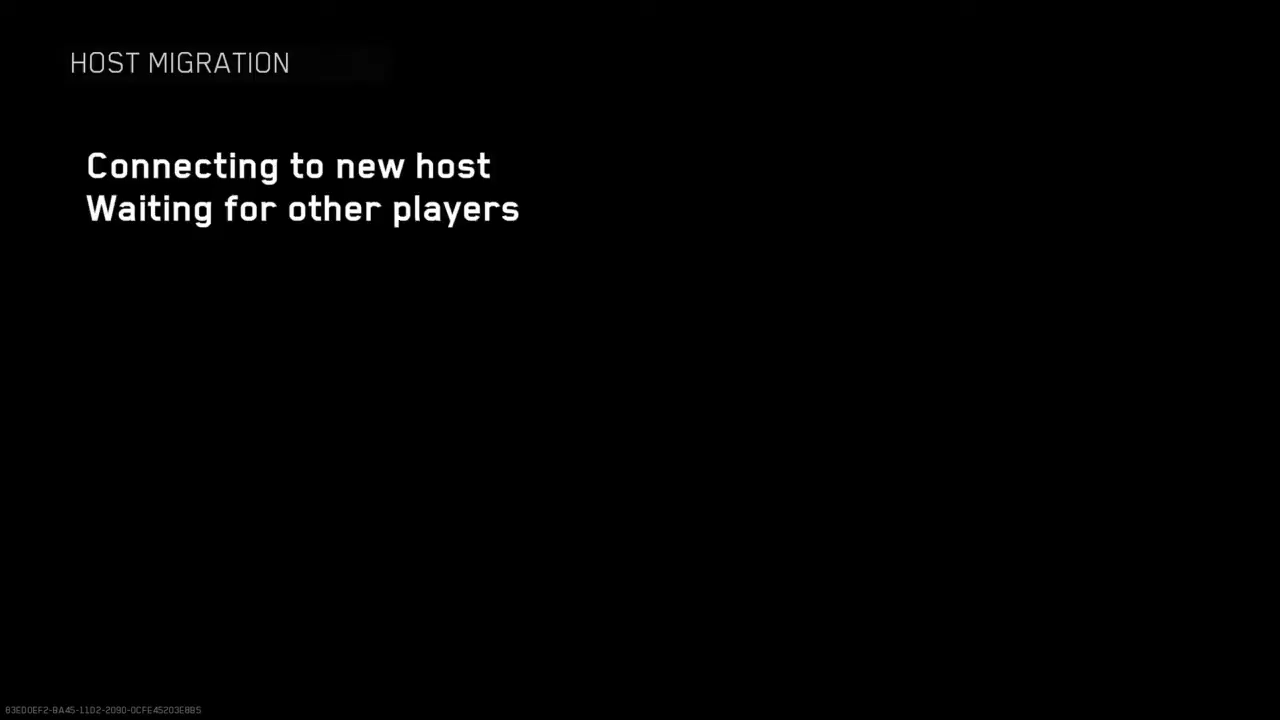 HOST MIGRATION
Connecting to new host
Waiting for other players